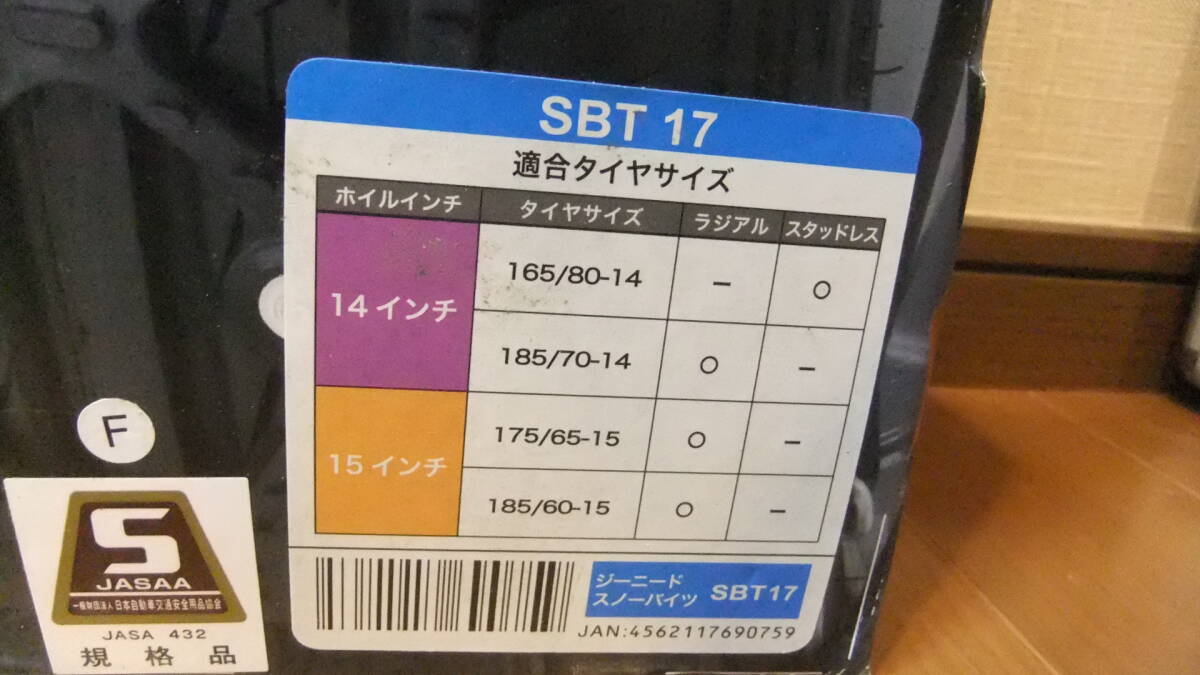 SBT 17
適合タイヤサイズ
ホイルインチ タイヤサイズ ラジアル スタッドレス
14インチ
165/80-14 − ○
185/70-14 ○ −
15インチ
175/65-15 ○ −
185/60-15 ○ −
ジーニード
スノーバイツ SBT17
JAN:4562117690759
F
S
JASAA
一般財団法人 日本自動車交通安全用品協会
JASA 432
規格品